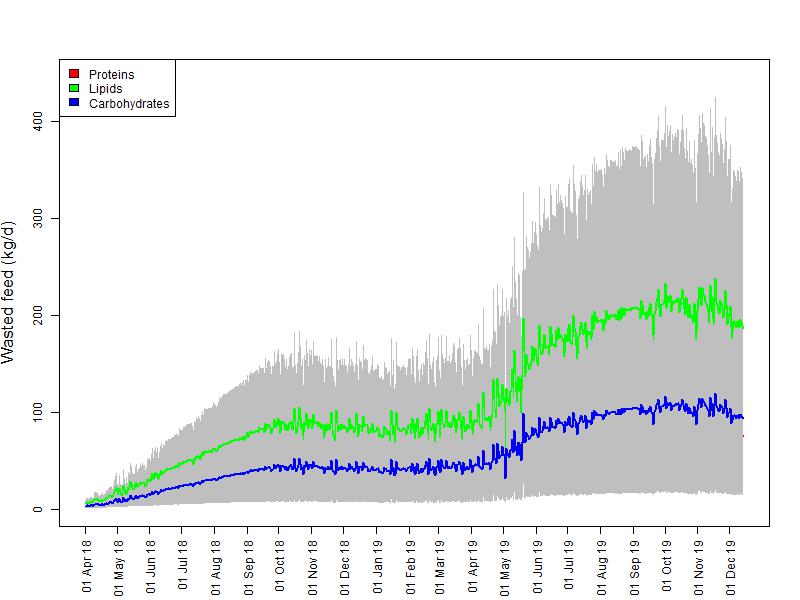 Proteins
Lipids
Carbohydrates
Wasted feed (kg/d)
400
300
200
100
0
01 Apr 18
01 May 18
01 Jun 18
01 Jul 18
01 Aug 18
01 Sep 18
01 Oct 18
01 Nov 18
01 Dec 18
01 Jan 19
01 Feb 19
01 Mar 19
01 Apr 19
01 May 19
01 Jun 19
01 Jul 19
01 Aug 19
01 Sep 19
01 Oct 19
01 Nov 19
01 Dec 19